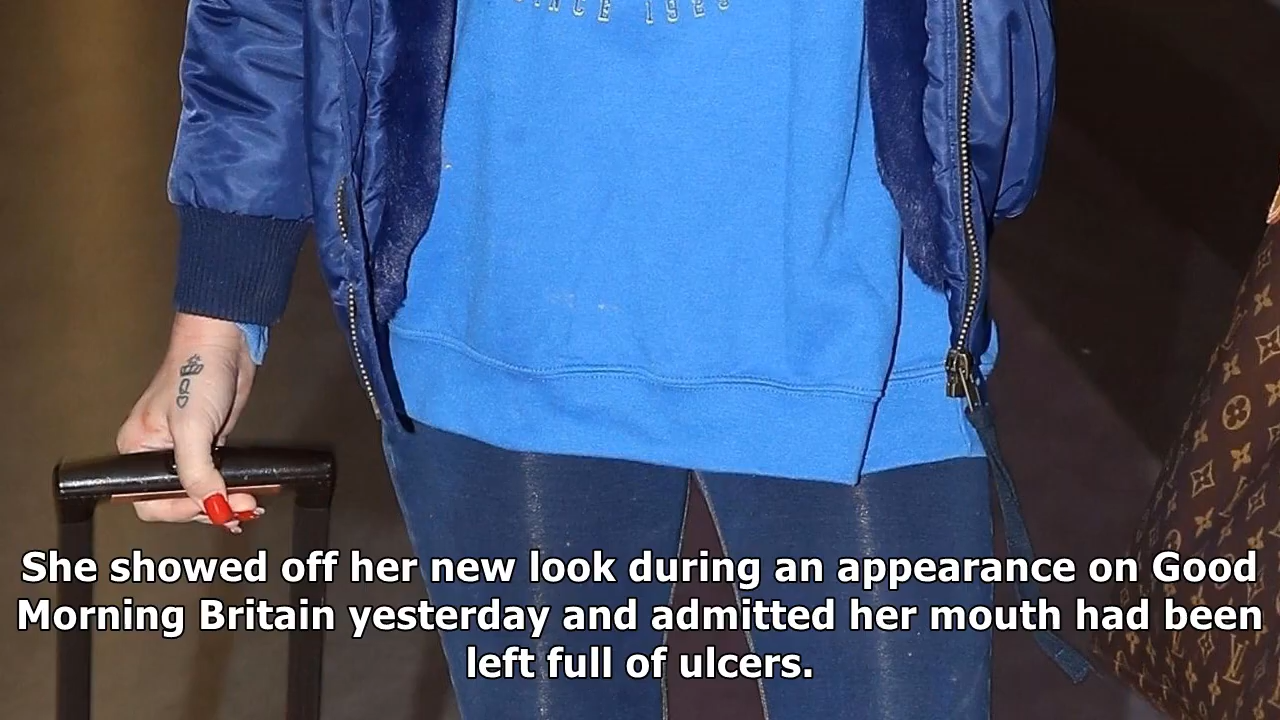 She showed off her new look during an appearance on Good
Morning Britain yesterday and admitted her mouth had been
left full of ulcers.